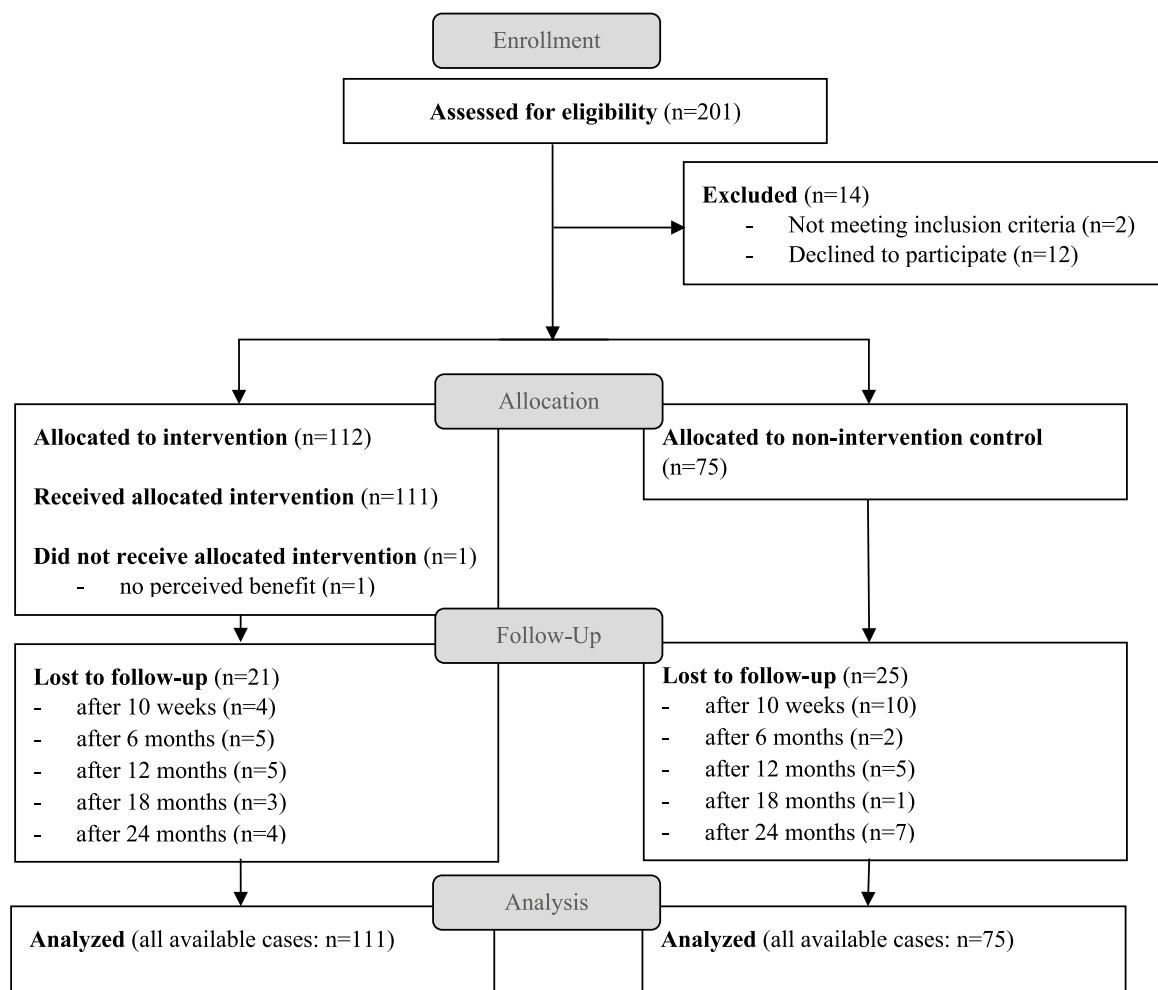 Enrollment
Assessed for eligibility (n=201)
Excluded (n=14)
- Not meeting inclusion criteria (n=2)
- Declined to participate (n=12)
Allocation
Allocated to intervention (n=112)
Received allocated intervention (n=111)
Did not receive allocated intervention (n=1)
- no perceived benefit (n=1)
Allocated to non-intervention control
(n=75)
Follow-Up
Lost to follow-up (n=21)
- after 10 weeks (n=4)
- after 6 months (n=5)
- after 12 months (n=5)
- after 18 months (n=3)
- after 24 months (n=4)
Lost to follow-up (n=25)
- after 10 weeks (n=10)
- after 6 months (n=2)
- after 12 months (n=5)
- after 18 months (n=1)
- after 24 months (n=7)
Analysis
Analyzed (all available cases: n=111)
Analyzed (all available cases: n=75)